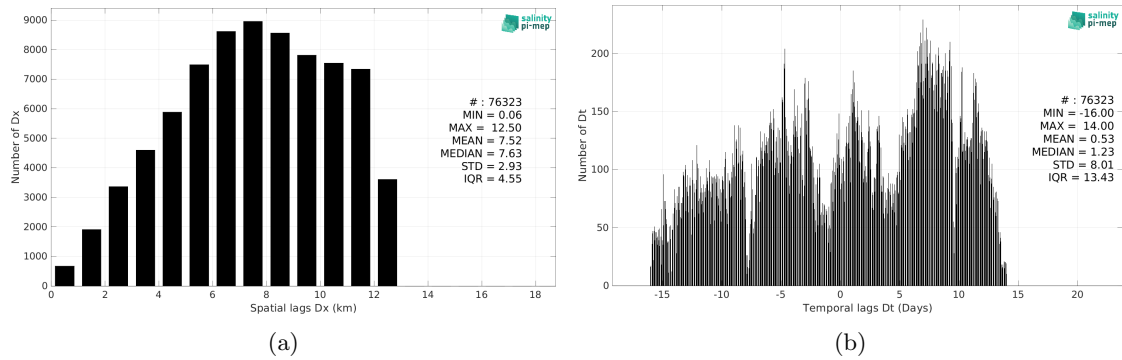 salinity
pi-mep
Number of Dx
9000
8000
7000
6000
5000
4000
3000
2000
1000
0
# : 76323
MIN = 0.06
MAX = 12.50
MEAN = 7.52
MEDIAN = 7.63
STD = 2.93
IQR = 4.55
0 2 4 6 8 10 12 14 16 18
Spatial lags Dx (km)
(a)
salinity
pi-mep
Number of Dt
200
150
100
50
0
# : 76323
MIN = -16.00
MAX = 14.00
MEAN = 0.53
MEDIAN = 1.23
STD = 8.01
IQR = 13.43
-15 -10 -5 0 5 10 15 20
Temporal lags Dt (Days)
(b)